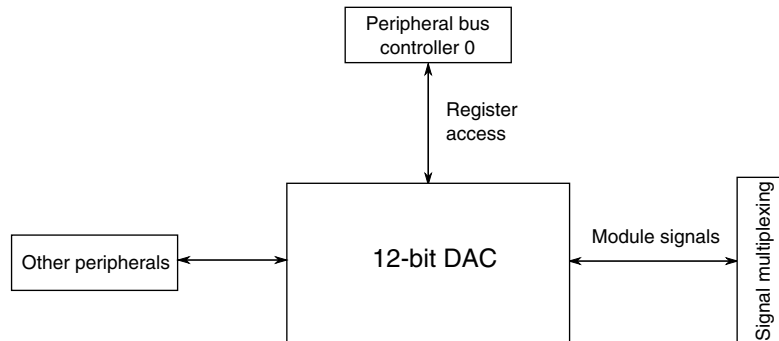 Peripheral bus
controller 0
Register
access
Other peripherals
12-bit DAC
Module signals
Signal multiplexing